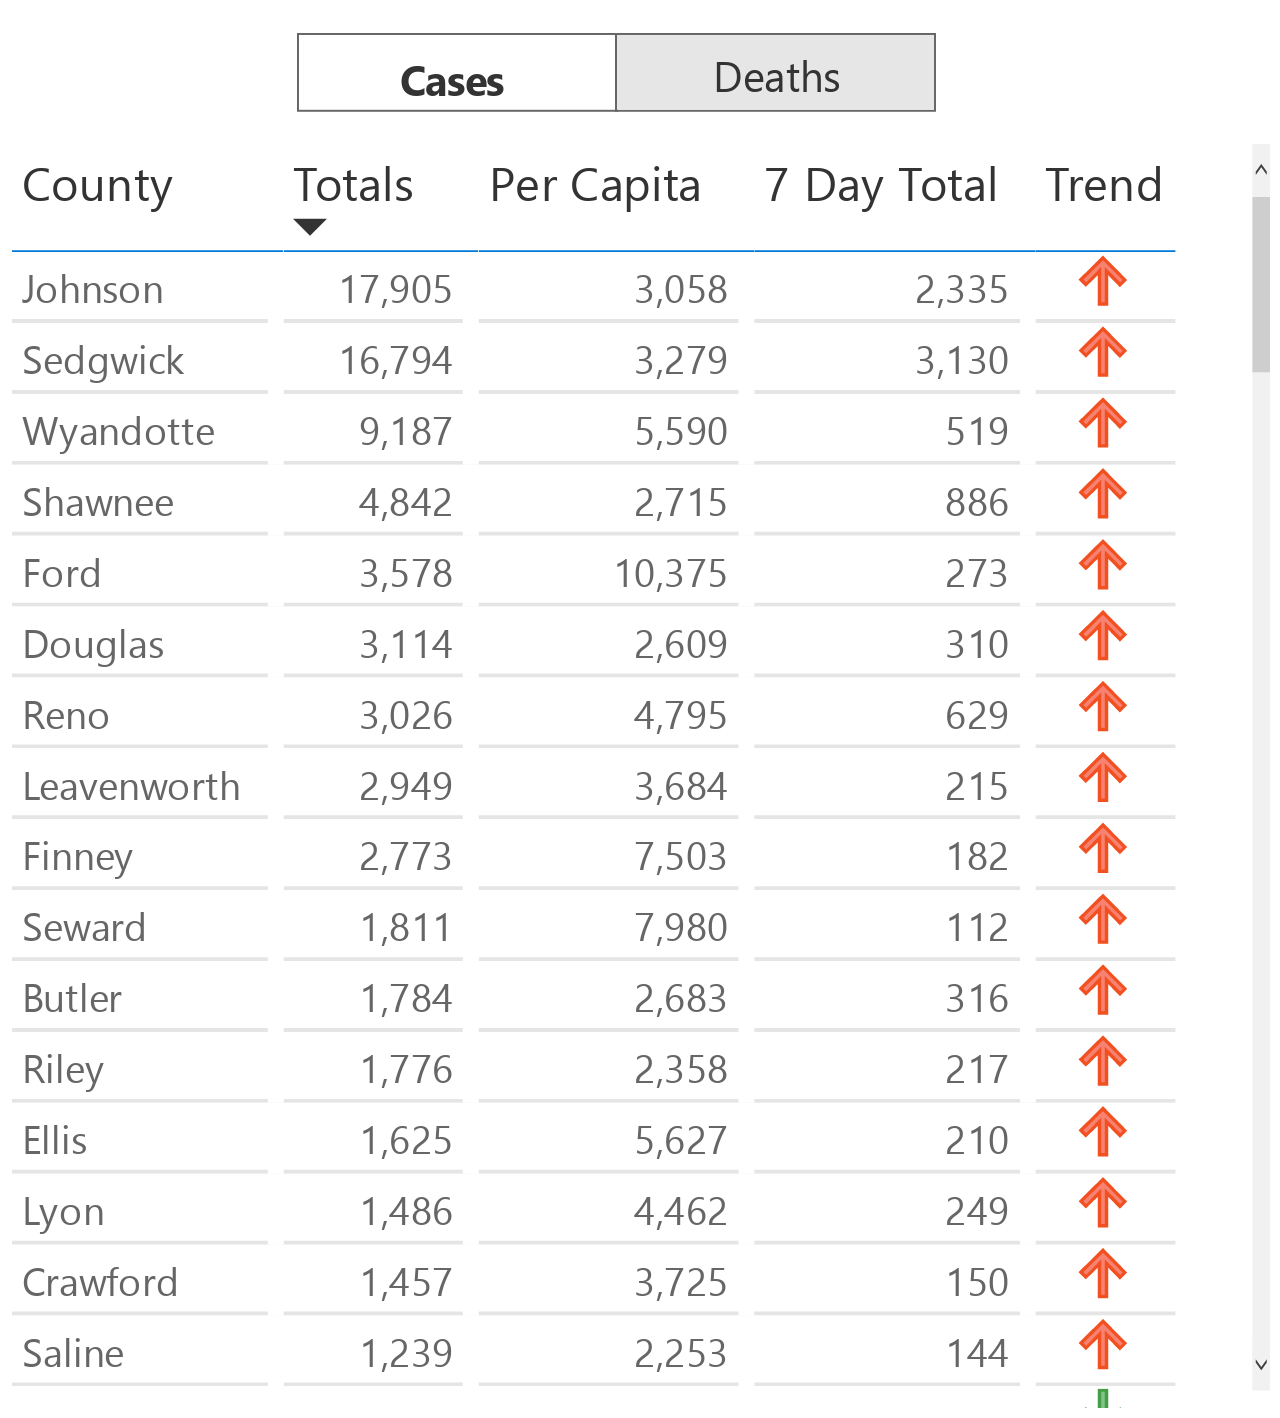 Cases Deaths
County Totals Per Capita 7 Day Total Trend
Johnson 17,905 3,058 2,335
Sedgwick 16,794 3,279 3,130
Wyandotte 9,187 5,590 519
Shawnee 4,842 2,715 886
Ford 3,578 10,375 273
Douglas 3,114 2,609 310
Reno 3,026 4,795 629
Leavenworth 2,949 3,684 215
Finney 2,773 7,503 182
Seward 1,811 7,980 112
Butler 1,784 2,683 316
Riley 1,776 2,358 217
Ellis 1,625 5,627 210
Lyon 1,486 4,462 249
Crawford 1,457 3,725 150
Saline 1,239 2,253 144